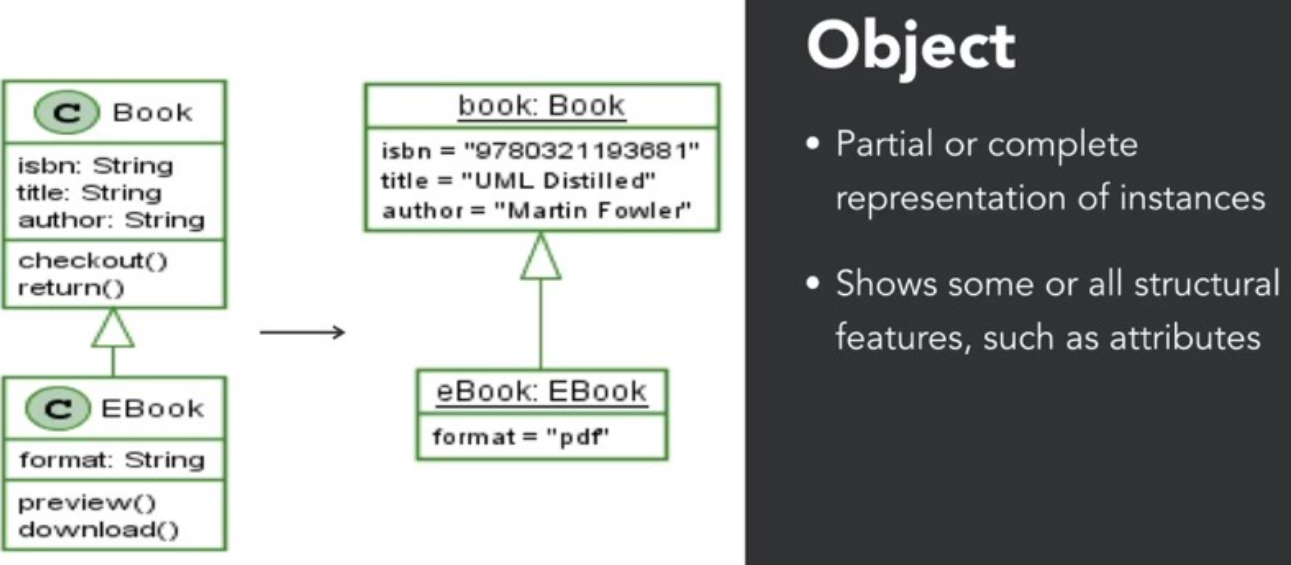 C Book
isbn: String
title: String
author: String
checkout()
return()
C EBook
format: String
preview()
download()
book: Book
isbn = "9780321193681"
title = "UML Distilled"
author = "Martin Fowler"
eBook: EBook
format = "pdf"
Object
• Partial or complete
representation of instances
• Shows some or all structural
features, such as attributes